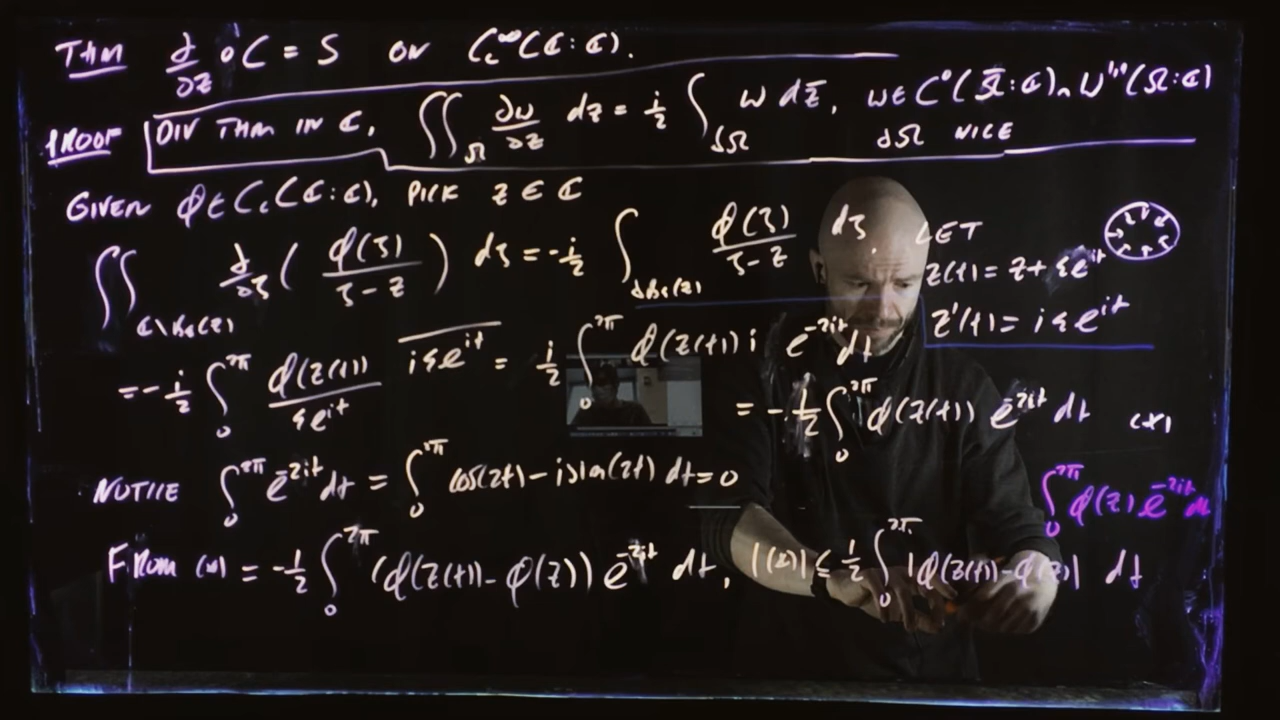 THM ∂/∂z ∘ C = S ON C_c^∞(ℂ:ℂ).
PROOF DIV THM IN ℂ, ∬_Ω ∂w/∂z dz = i/2 ∫_∂Ω w dz̄, w∈C⁰(Ω̄:ℂ)∩W^{1,1}(Ω:ℂ)
∂Ω NICE
GIVEN φ∈C_c(ℂ:ℂ), PICK z ∈ ℂ
∬_{ℂ\B_ε(z)} ∂/∂ζ ( φ(ζ)/(ζ-z) ) dζ = -i/2 ∫_{∂B_ε(z)} φ(ζ)/(ζ-z) dζ̄. LET
z(t) = z + εe^{it}
z'(t) = iεe^{it}
= -i/2 ∫_0^{2π} φ(z(t))/(εe^{it}) \overline{iεe^{it}} = i/2 ∫_0^{2π} φ(z(t)) i e^{-2it} dt
= -1/2 ∫_0^{2π} φ(z(t)) e^{-2it} dt (*)
NOTICE ∫_0^{2π} e^{-2it} dt = ∫_0^{2π} cos(2t) - i sin(2t) dt = 0
∫_0^{2π} φ(z) e^{-2it} dt
FROM (*) = -1/2 ∫_0^{2π} (φ(z(t)) - φ(z)) e^{-2it} dt, |(*)| ≤ 1/2 ∫_0^{2π} |φ(z(t)) - φ(z)| dt